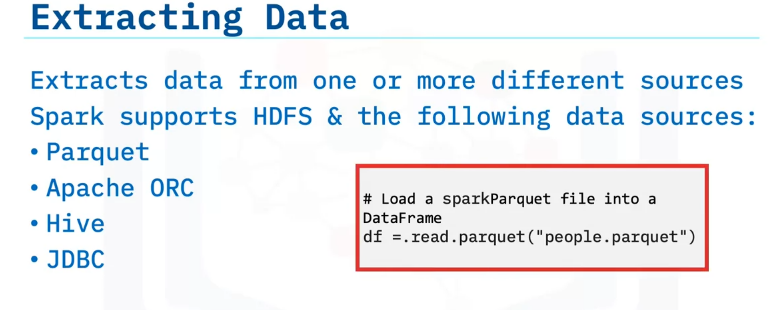 Extracting Data
Extracts data from one or more different sources
Spark supports HDFS & the following data sources:
• Parquet
• Apache ORC
• Hive
• JDBC
# Load a sparkParquet file into a
DataFrame
df =.read.parquet("people.parquet")